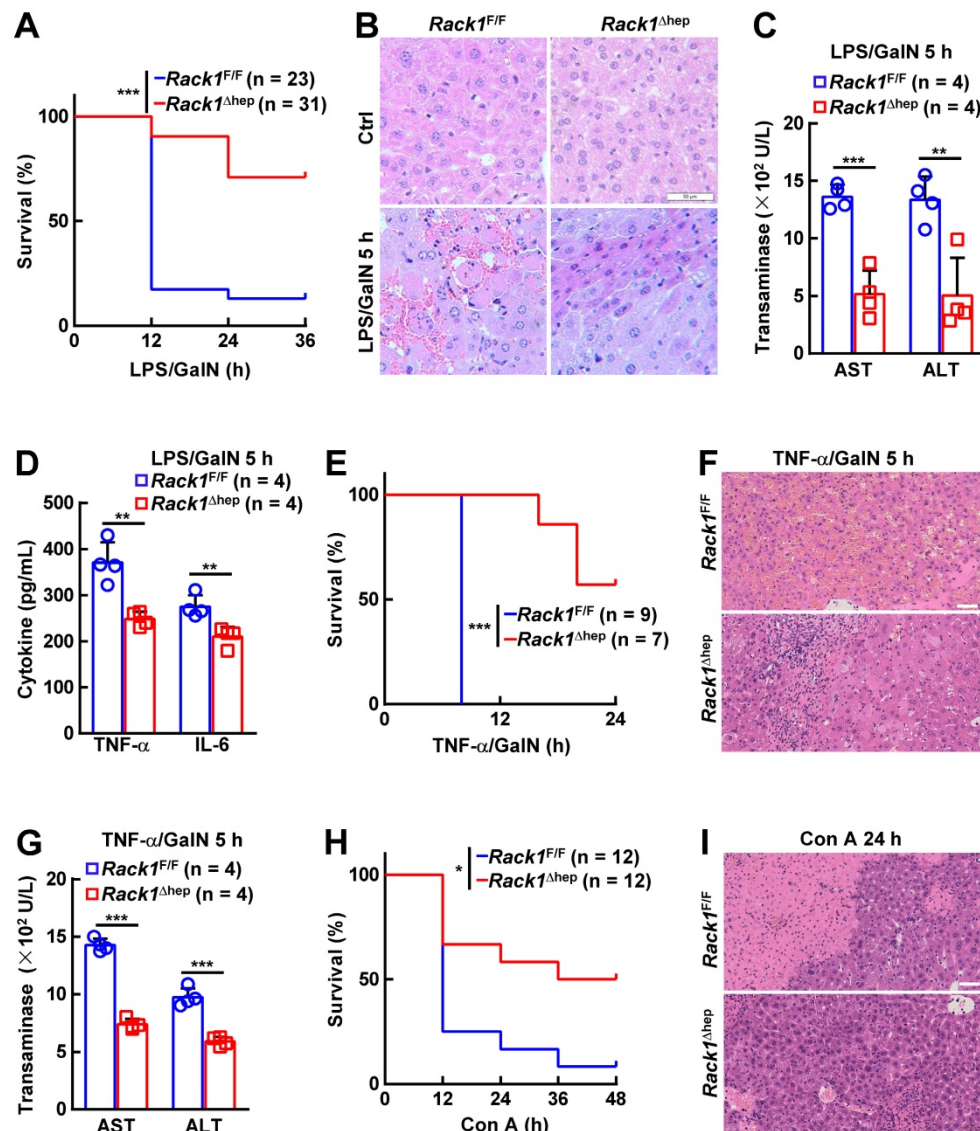 A
*** Rack1F/F (n = 23)
Rack1Δhep (n = 31)
Survival (%)
100
50
0
0 12 24 36
LPS/GalN (h)
B
Rack1F/F Rack1Δhep
Ctrl
50 μm
LPS/GalN 5 h
C
LPS/GalN 5 h
Rack1F/F (n = 4)
Rack1Δhep (n = 4)
Transaminase (× 10² U/L)
20
15
10
5
0
*** **
AST ALT
D
LPS/GalN 5 h
Rack1F/F (n = 4)
Rack1Δhep (n = 4)
Cytokine (pg/mL)
500
400
300
200
100
0
** **
TNF-α IL-6
E
Survival (%)
100
50
0
*** Rack1F/F (n = 9)
Rack1Δhep (n = 7)
0 12 24
TNF-α/GalN (h)
F
TNF-α/GalN 5 h
Rack1F/F
Rack1Δhep
G
TNF-α/GalN 5 h
Rack1F/F (n = 4)
Rack1Δhep (n = 4)
Transaminase (× 10² U/L)
20
15
10
5
0
*** ***
AST ALT
H
* Rack1F/F (n = 12)
Rack1Δhep (n = 12)
Survival (%)
100
50
0
0 12 24 36 48
Con A (h)
I
Con A 24 h
Rack1F/F
Rack1Δhep